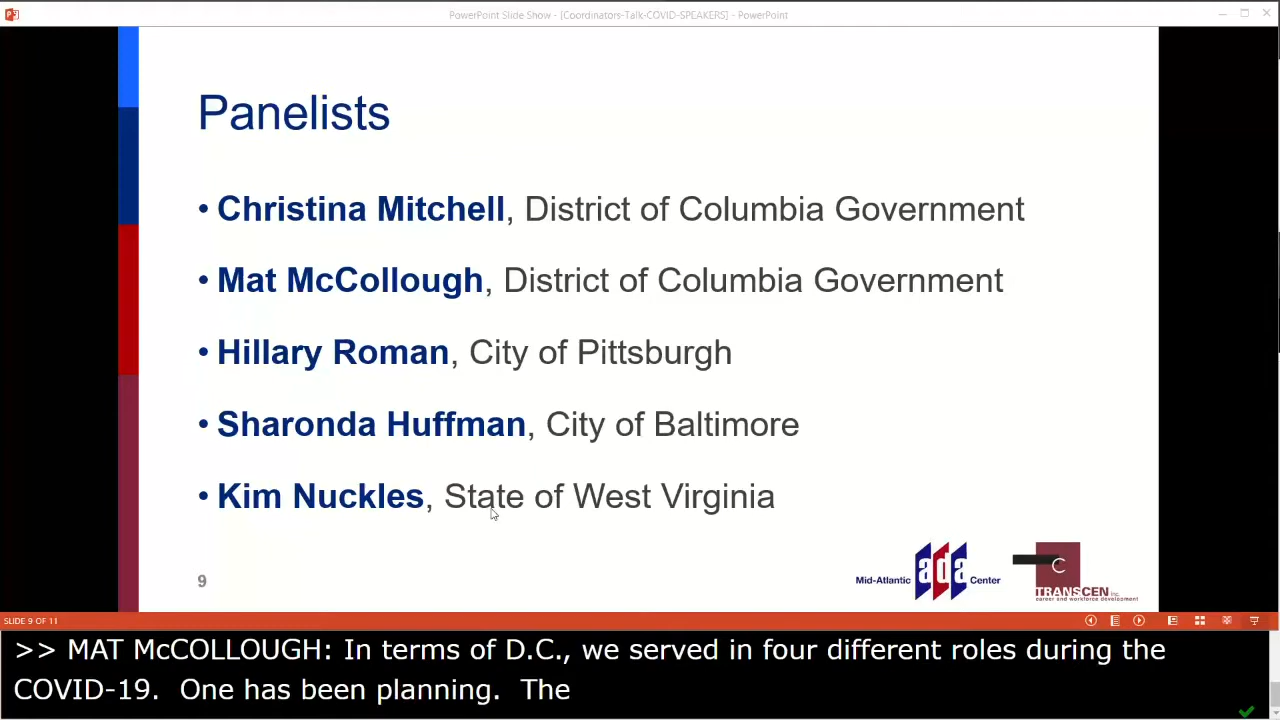 PowerPoint Slide Show - [Coordinators-Talk-COVID-SPEAKERS] - PowerPoint
Panelists
• Christina Mitchell, District of Columbia Government
• Mat McCollough, District of Columbia Government
• Hillary Roman, City of Pittsburgh
• Sharonda Huffman, City of Baltimore
• Kim Nuckles, State of West Virginia
9
Mid-Atlantic ada Center
C
TRANSCEN inc.
career and workforce development
SLIDE 9 OF 11
>> MAT McCOLLOUGH: In terms of D.C., we served in four different roles during the
COVID-19. One has been planning. The